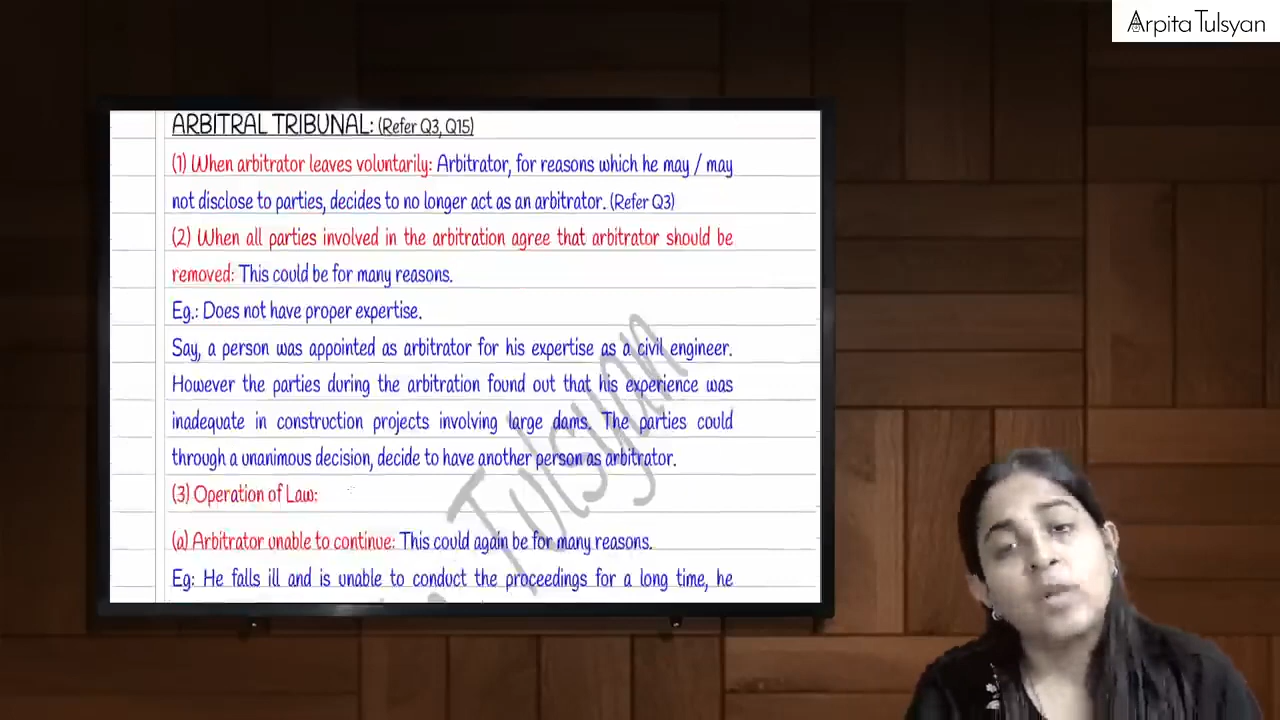 Arpita Tulsyan
ARBITRAL TRIBUNAL: (Refer Q3, Q15)
(1) When arbitrator leaves voluntarily: Arbitrator, for reasons which he may / may
not disclose to parties, decides to no longer act as an arbitrator. (Refer Q3)
(2) When all parties involved in the arbitration agree that arbitrator should be
removed: This could be for many reasons.
Eg.: Does not have proper expertise.
Say, a person was appointed as arbitrator for his expertise as a civil engineer.
However the parties during the arbitration found out that his experience was
inadequate in construction projects involving large dams. The parties could
through a unanimous decision, decide to have another person as arbitrator.
(3) Operation of Law:
(a) Arbitrator unable to continue: This could again be for many reasons.
Eg: He falls ill and is unable to conduct the proceedings for a long time, he
Tulsyan